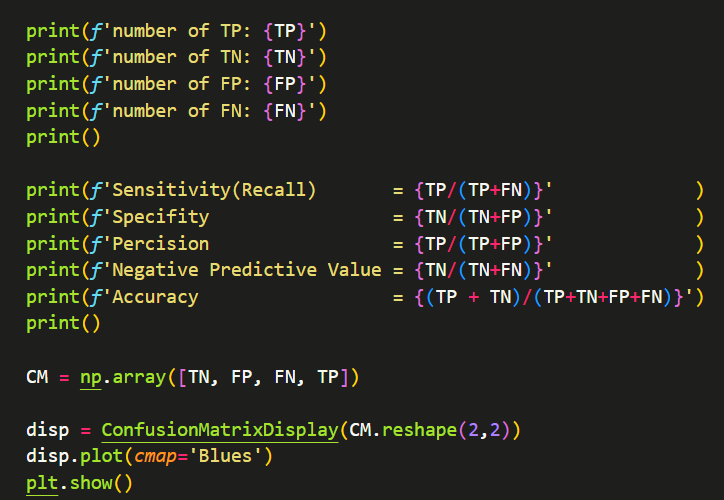 print(f'number of TP: {TP}')
print(f'number of TN: {TN}')
print(f'number of FP: {FP}')
print(f'number of FN: {FN}')
print()
print(f'Sensitivity(Recall)       = {TP/(TP+FN)}'             )
print(f'Specifity                 = {TN/(TN+FP)}'             )
print(f'Percision                 = {TP/(TP+FP)}'             )
print(f'Negative Predictive Value = {TN/(TN+FN)}'             )
print(f'Accuracy                  = {(TP + TN)/(TP+TN+FP+FN)}')
print()
CM = np.array([TN, FP, FN, TP])
disp = ConfusionMatrixDisplay(CM.reshape(2,2))
disp.plot(cmap='Blues')
plt.show()